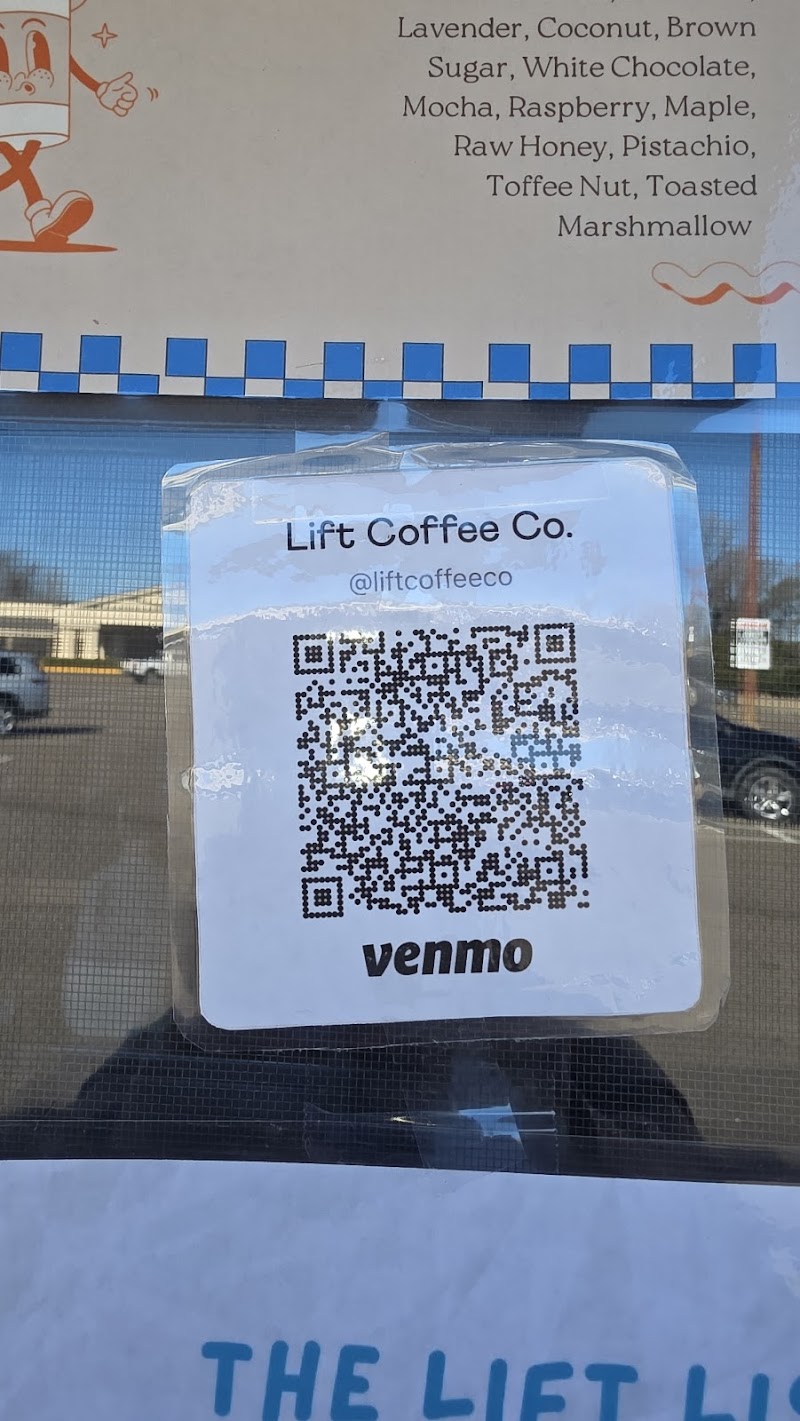 Lavender, Coconut, Brown
Sugar, White Chocolate,
Mocha, Raspberry, Maple,
Raw Honey, Pistachio,
Toffee Nut, Toasted
Marshmallow
Lift Coffee Co.
@liftcoffeeco
venmo
THE LIFT